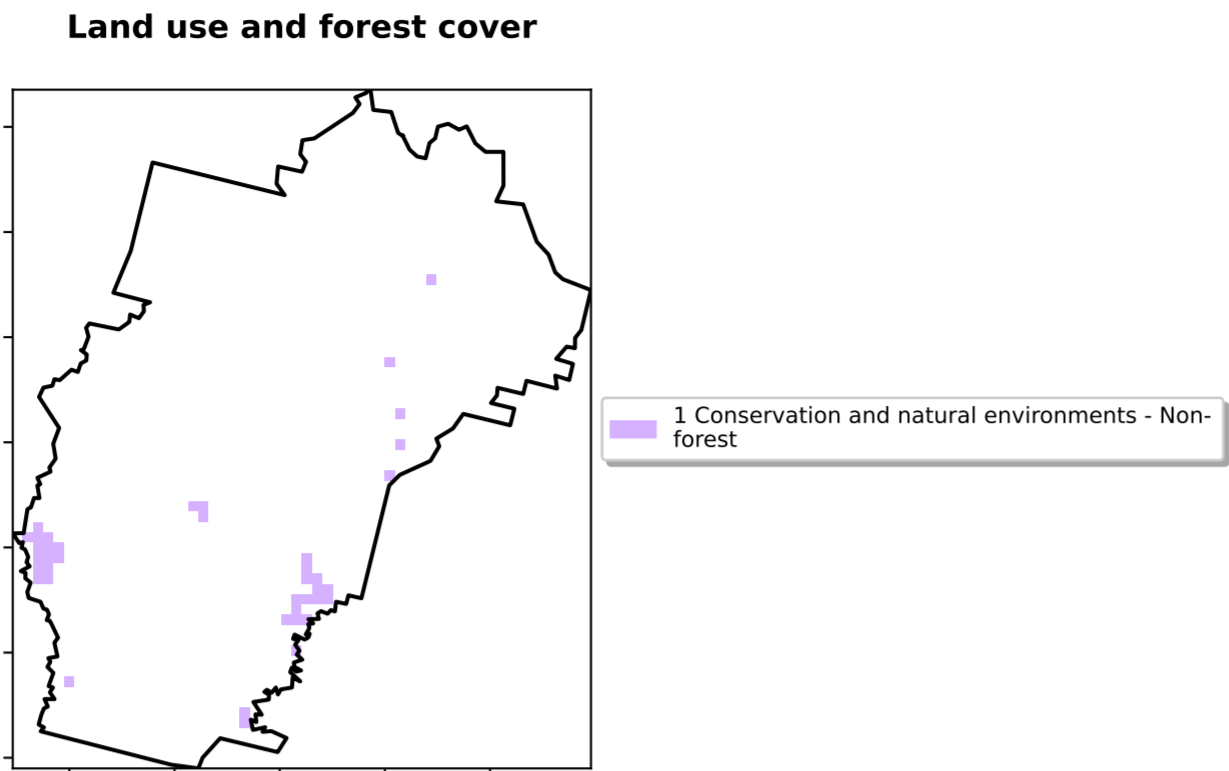 Land use and forest cover
1 Conservation and natural environments - Non-
forest